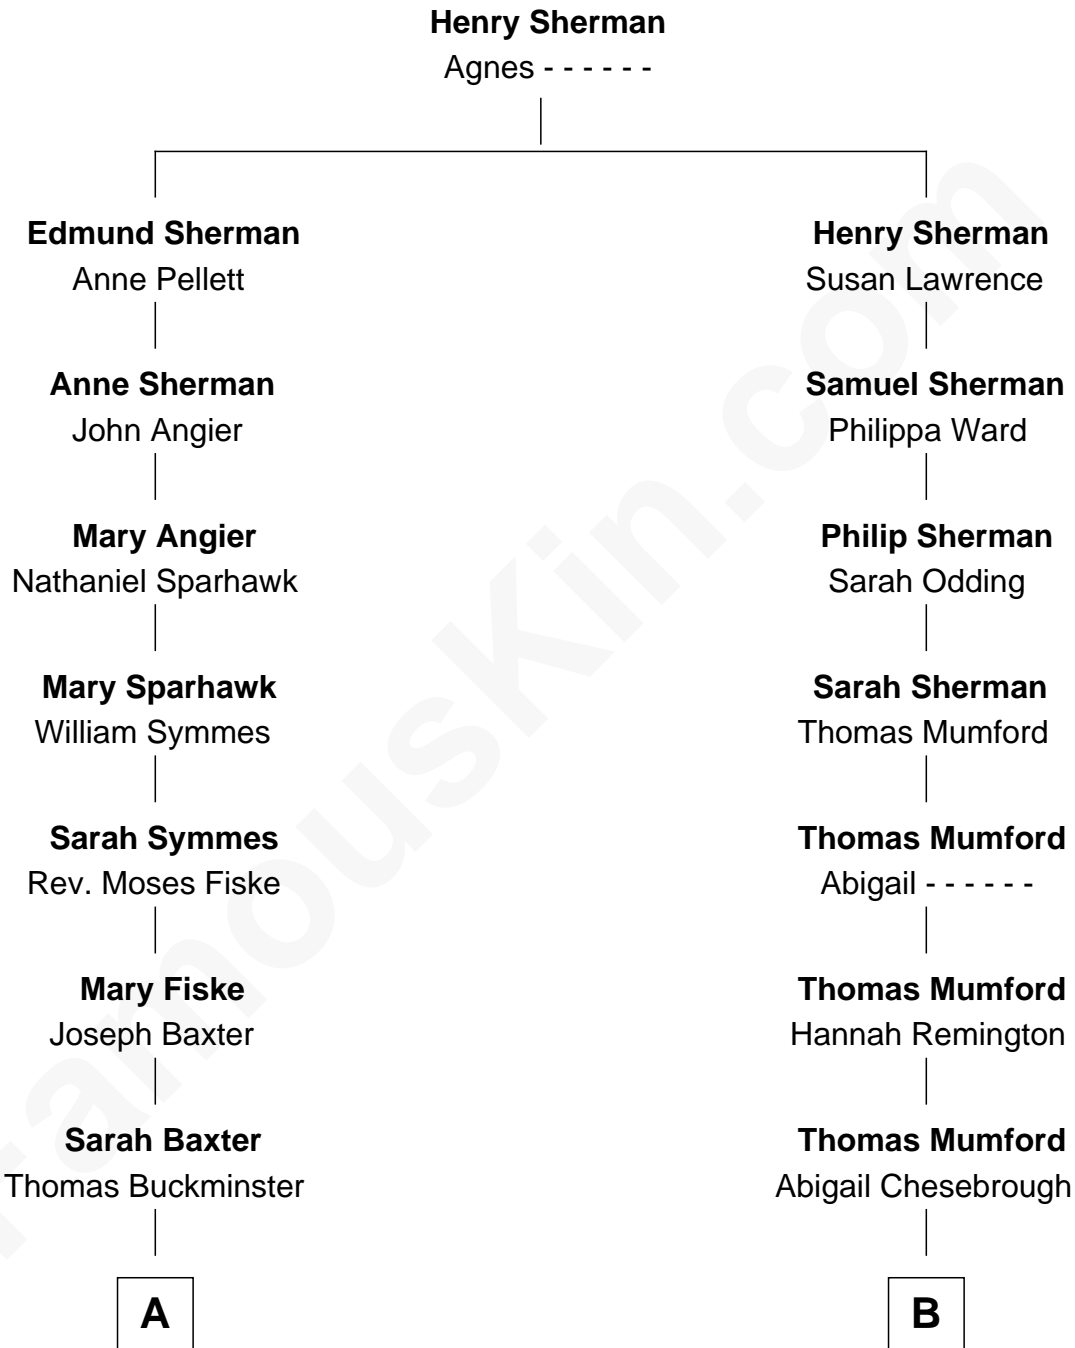 Henry Sherman
Agnes - - - - - -
Edmund Sherman
Anne Pellett
Henry Sherman
Susan Lawrence
Anne Sherman
John Angier
Samuel Sherman
Philippa Ward
Mary Angier
Nathaniel Sparhawk
Philip Sherman
Sarah Odding
Mary Sparhawk
William Symmes
Sarah Sherman
Thomas Mumford
Sarah Symmes
Rev. Moses Fiske
Thomas Mumford
Abigail - - - - - -
Mary Fiske
Joseph Baxter
Thomas Mumford
Hannah Remington
Sarah Baxter
Thomas Buckminster
Thomas Mumford
Abigail Chesebrough
A
B
FamousKin.com